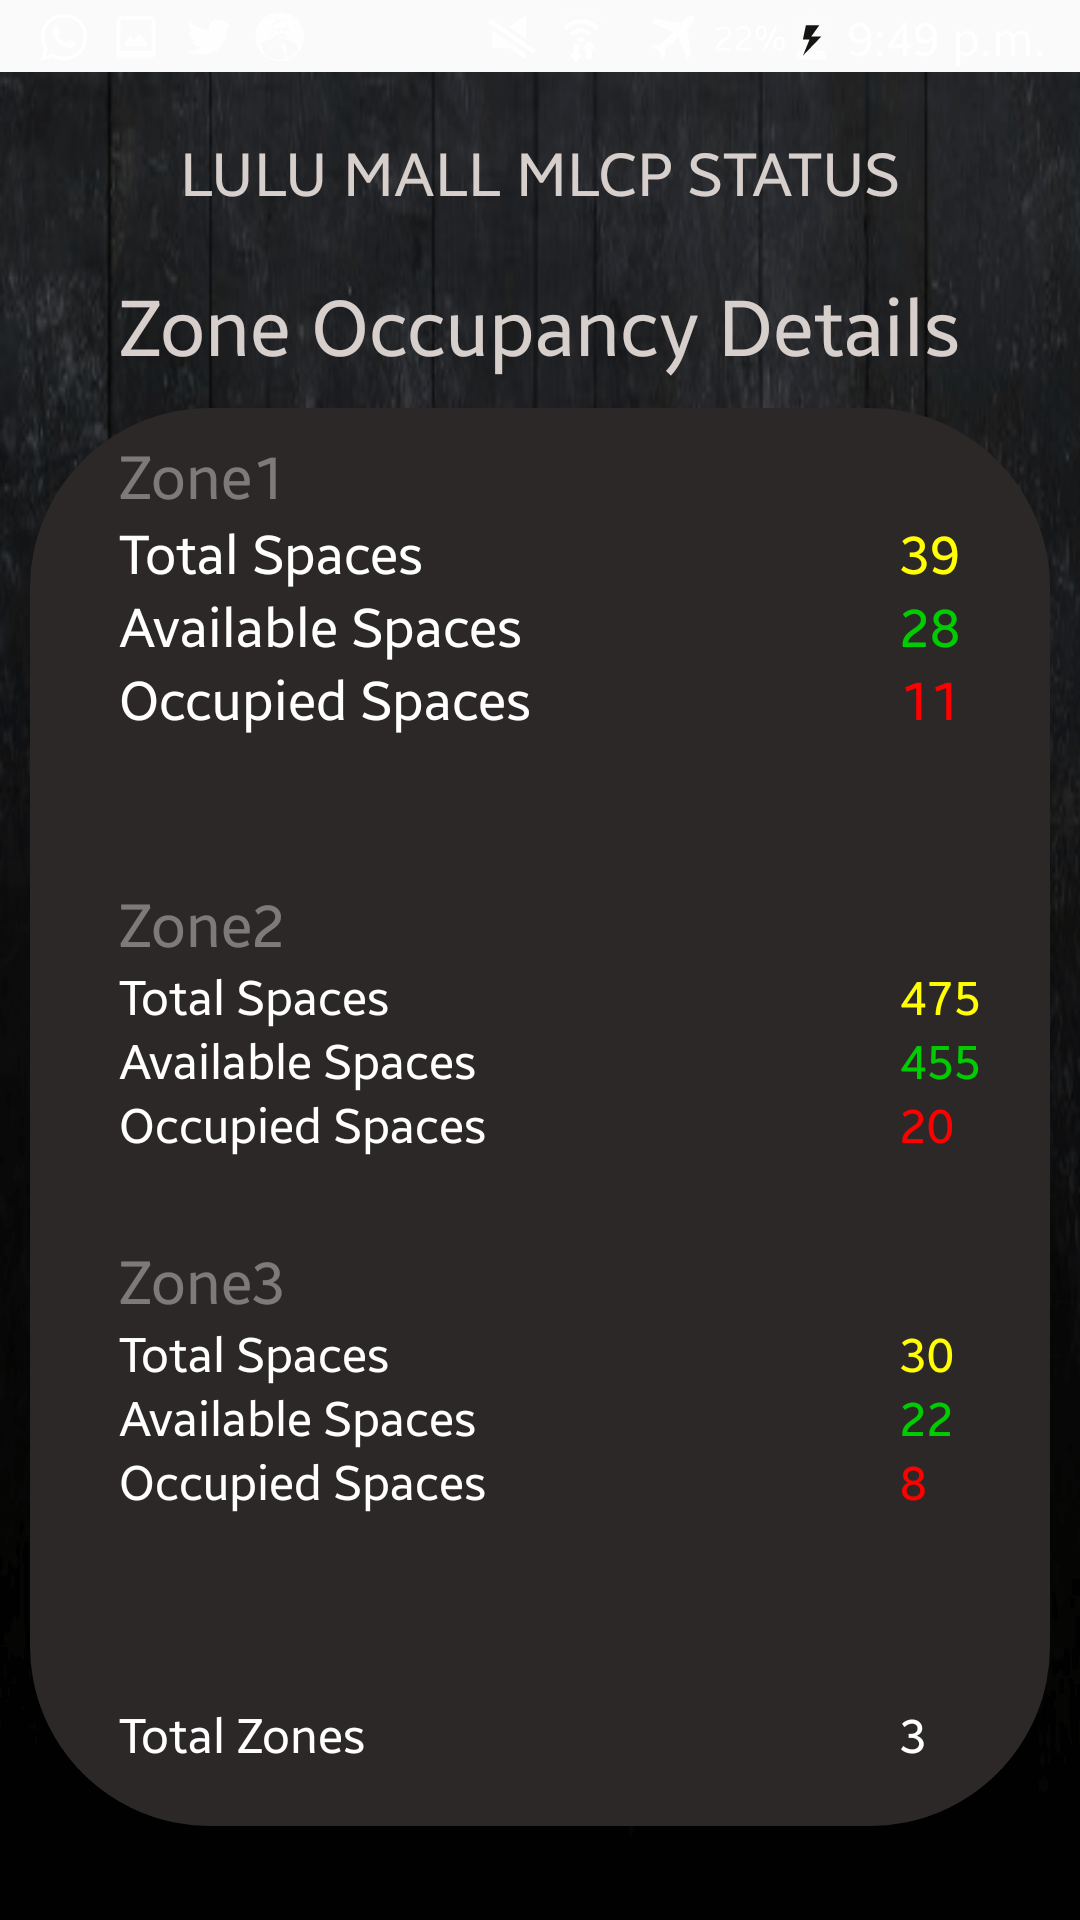 22% 9:49 p.m.
LULU MALL MLCP STATUS
Zone Occupancy Details
Zone1
Total Spaces 39
Available Spaces 28
Occupied Spaces 11
Zone2
Total Spaces 475
Available Spaces 455
Occupied Spaces 20
Zone3
Total Spaces 30
Available Spaces 22
Occupied Spaces 8
Total Zones 3